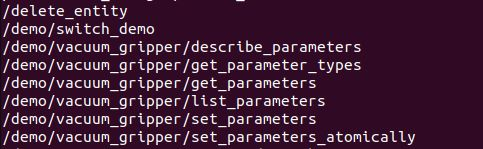 /delete_entity
/demo/switch_demo
/demo/vacuum_gripper/describe_parameters
/demo/vacuum_gripper/get_parameter_types
/demo/vacuum_gripper/get_parameters
/demo/vacuum_gripper/list_parameters
/demo/vacuum_gripper/set_parameters
/demo/vacuum_gripper/set_parameters_atomically